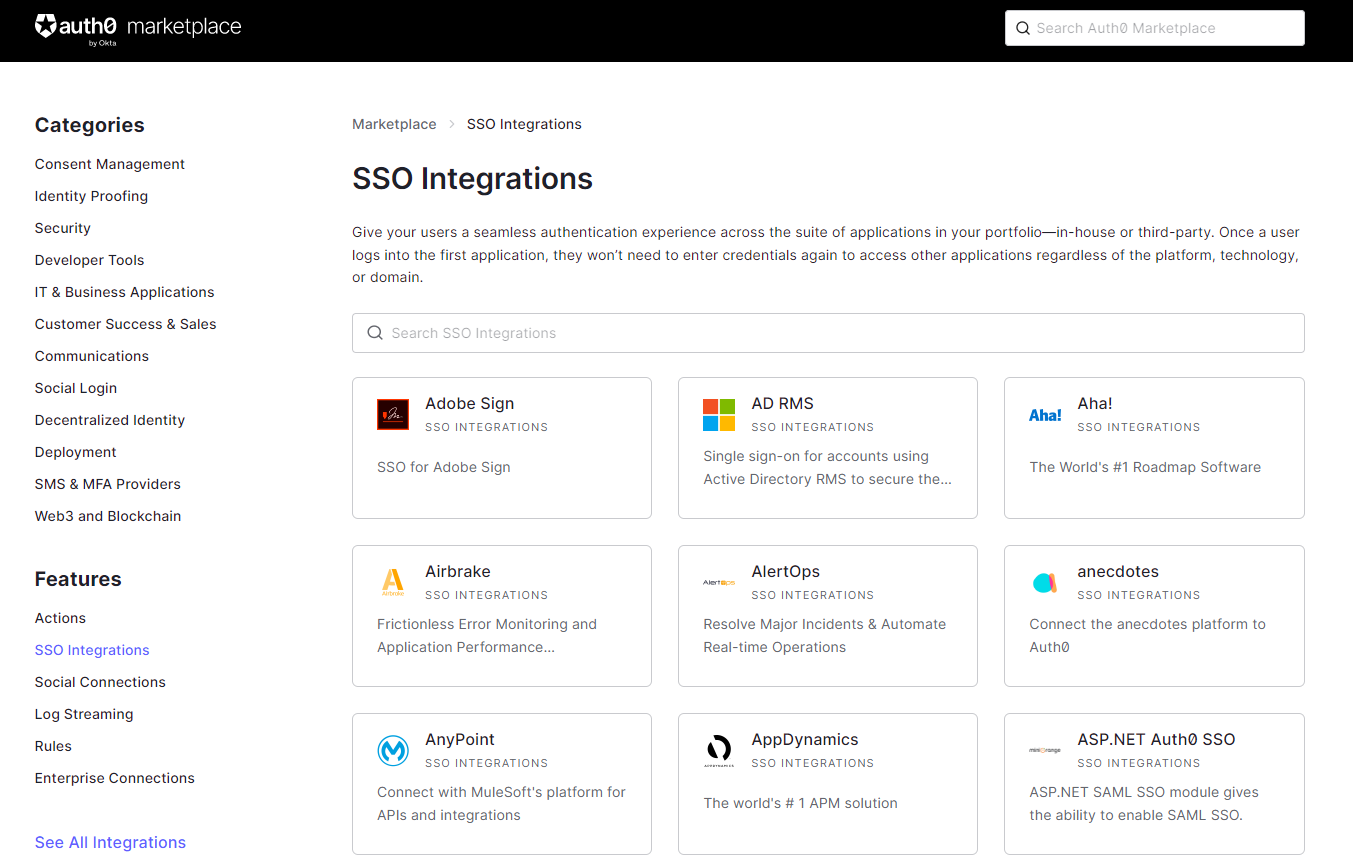 auth0 marketplace
by Okta
Search Auth0 Marketplace
Categories
Consent Management
Identity Proofing
Security
Developer Tools
IT & Business Applications
Customer Success & Sales
Communications
Social Login
Decentralized Identity
Deployment
SMS & MFA Providers
Web3 and Blockchain
Features
Actions
SSO Integrations
Social Connections
Log Streaming
Rules
Enterprise Connections
See All Integrations
Marketplace > SSO Integrations
SSO Integrations
Give your users a seamless authentication experience across the suite of applications in your portfolio—in-house or third-party. Once a user
logs into the first application, they won’t need to enter credentials again to access other applications regardless of the platform, technology,
or domain.
Search SSO Integrations
Adobe Sign
SSO INTEGRATIONS
SSO for Adobe Sign
AD RMS
SSO INTEGRATIONS
Single sign-on for accounts using
Active Directory RMS to secure the...
Aha!
Aha!
SSO INTEGRATIONS
The World's #1 Roadmap Software
Airbrake
Airbrake
SSO INTEGRATIONS
Frictionless Error Monitoring and
Application Performance...
AlertOps
AlertOps
SSO INTEGRATIONS
Resolve Major Incidents & Automate
Real-time Operations
anecdotes
SSO INTEGRATIONS
Connect the anecdotes platform to
Auth0
AnyPoint
SSO INTEGRATIONS
Connect with MuleSoft's platform for
APIs and integrations
APPDYNAMICS
AppDynamics
SSO INTEGRATIONS
The world's # 1 APM solution
miniOrange
ASP.NET Auth0 SSO
SSO INTEGRATIONS
ASP.NET SAML SSO module gives
the ability to enable SAML SSO.